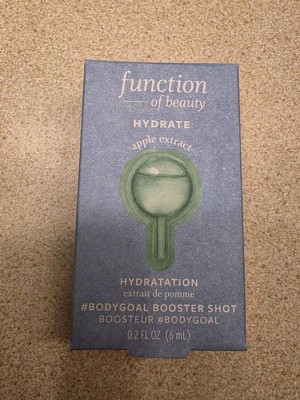 function
of beauty
HYDRATE
apple extract
HYDRATATION
extrait de pomme
#BODYGOAL BOOSTER SHOT
BOOSTEUR #BODYGOAL
0.2 FL OZ (6 mL)